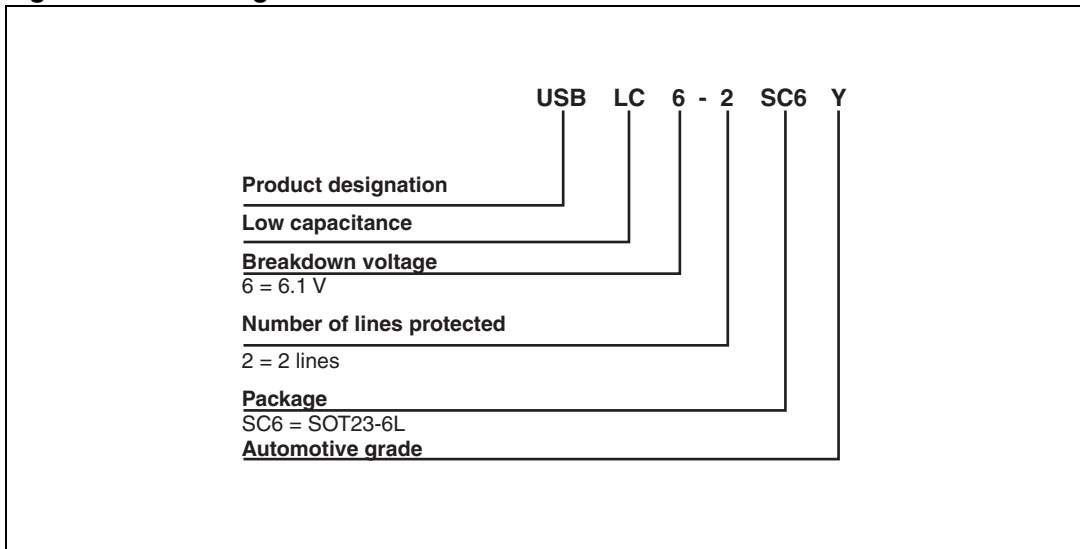 USB LC 6 - 2 SC6 Y
Product designation
Low capacitance
Breakdown voltage
6 = 6.1 V
Number of lines protected
2 = 2 lines
Package
SC6 = SOT23-6L
Automotive grade